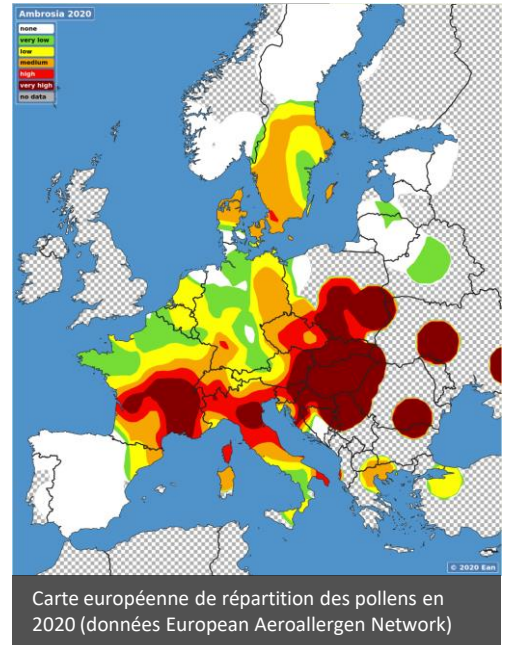 Ambrosia 2020
none
very low
low
medium
high
very high
no data
© 2020 Ean
Carte européenne de répartition des pollens en
2020 (données European Aeroallergen Network)